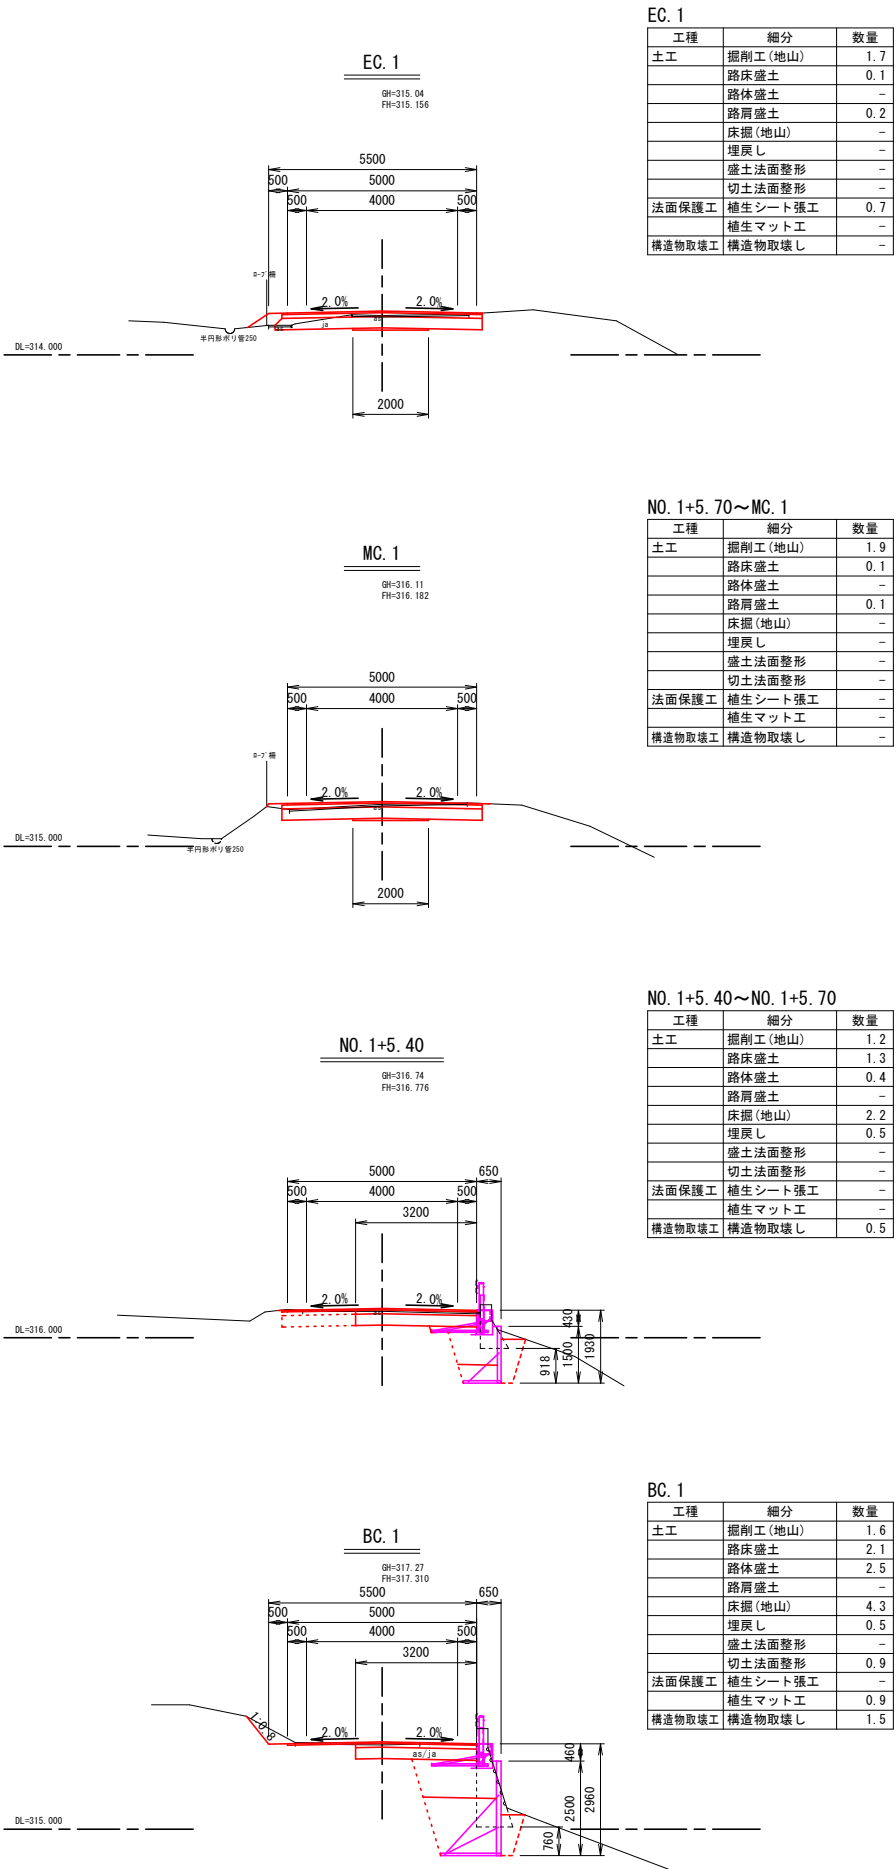 EC.1
GH=315.04
FH=315.156
5500
500 5000
500 4000 500
ロープ柵
2.0% 2.0%
as
as
ja
半円形ポリ管250
DL=314.000
2000
EC.1
工種 細分 数量
土工 掘削工(地山) 1.7
路床盛土 0.1
路体盛土 -
路肩盛土 0.2
床掘(地山) -
埋戻し -
盛土法面整形 -
切土法面整形 -
法面保護工 植生シート張工 0.7
植生マット工 -
構造物取壊工 構造物取壊し -
MC.1
GH=316.11
FH=316.182
5000
500 4000 500
ロープ柵
2.0% 2.0%
as
DL=315.000
半円形ポリ管250
2000
NO.1+5.70～MC.1
工種 細分 数量
土工 掘削工(地山) 1.9
路床盛土 0.1
路体盛土 -
路肩盛土 0.1
床掘(地山) -
埋戻し -
盛土法面整形 -
切土法面整形 -
法面保護工 植生シート張工 -
植生マット工 -
構造物取壊工 構造物取壊し -
NO.1+5.40
GH=316.74
FH=316.776
5000 650
500 4000 500
3200
2.0% 2.0%
DL=316.000
430
918
1500
1930
NO.1+5.40～NO.1+5.70
工種 細分 数量
土工 掘削工(地山) 1.2
路床盛土 1.3
路体盛土 0.4
路肩盛土 -
床掘(地山) 2.2
埋戻し 0.5
盛土法面整形 -
切土法面整形 -
法面保護工 植生シート張工 -
植生マット工 -
構造物取壊工 構造物取壊し 0.5
BC.1
GH=317.27
FH=317.310
5500 650
500 5000
500 4000 500
3200
1:0.8
2.0% 2.0%
as/ja
DL=315.000
460
760
2500
2960
BC.1
工種 細分 数量
土工 掘削工(地山) 1.6
路床盛土 2.1
路体盛土 2.5
路肩盛土 -
床掘(地山) 4.3
埋戻し 0.5
盛土法面整形 -
切土法面整形 0.9
法面保護工 植生シート張工 -
植生マット工 0.9
構造物取壊工 構造物取壊し 1.5